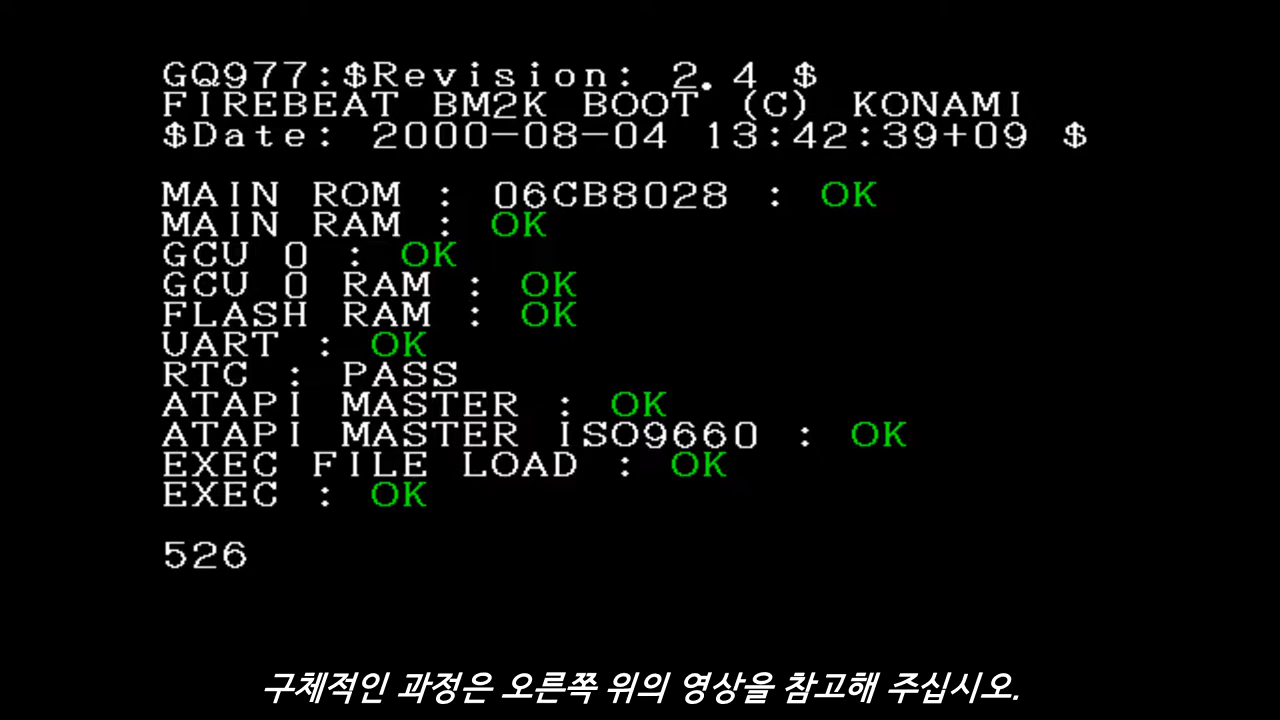 GQ977:$Revision: 2.4 $
FIREBEAT BM2K BOOT (C) KONAMI
$Date: 2000-08-04 13:42:39+09 $
MAIN ROM : 06CB8028 : OK
MAIN RAM : OK
GCU 0 : OK
GCU 0 RAM : OK
FLASH RAM : OK
UART : OK
RTC : PASS
ATAPI MASTER : OK
ATAPI MASTER ISO9660 : OK
EXEC FILE LOAD : OK
EXEC : OK
526
구체적인 과정은 오른쪽 위의 영상을 참고해 주십시오.